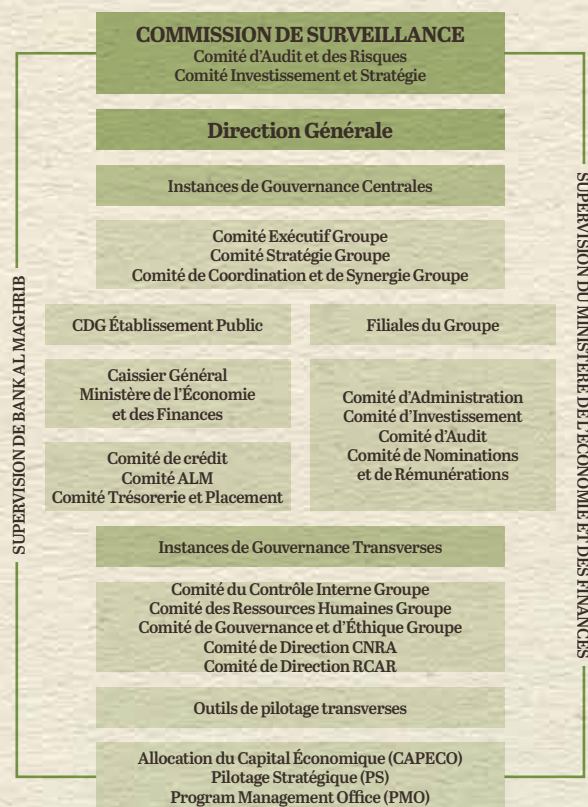 COMMISSION DE SURVEILLANCE
Comité d'Audit et des Risques
Comité Investissement et Stratégie
Direction Générale
Instances de Gouvernance Centrales
Comité Exécutif Groupe
Comité Stratégie Groupe
Comité de Coordination et de Synergie Groupe
CDG Établissement Public
Caissier Général
Ministère de l'Économie
et des Finances
Comité de crédit
Comité ALM
Comité Trésorerie et Placement
Filiales du Groupe
Comité d'Administration
Comité d'Investissement
Comité d'Audit
Comité de Nominations
et de Rémunérations
Instances de Gouvernance Transverses
Comité du Contrôle Interne Groupe
Comité des Ressources Humaines Groupe
Comité de Gouvernance et d'Éthique Groupe
Comité de Direction CNRA
Comité de Direction RCAR
Outils de pilotage transverses
Allocation du Capital Économique (CAPECO)
Pilotage Stratégique (PS)
Program Management Office (PMO)
SUPERVISION DE BANK AL MAGHRIB
SUPERVISION DU MINISTÈRE DE L'ÉCONOMIE ET DES FINANCES